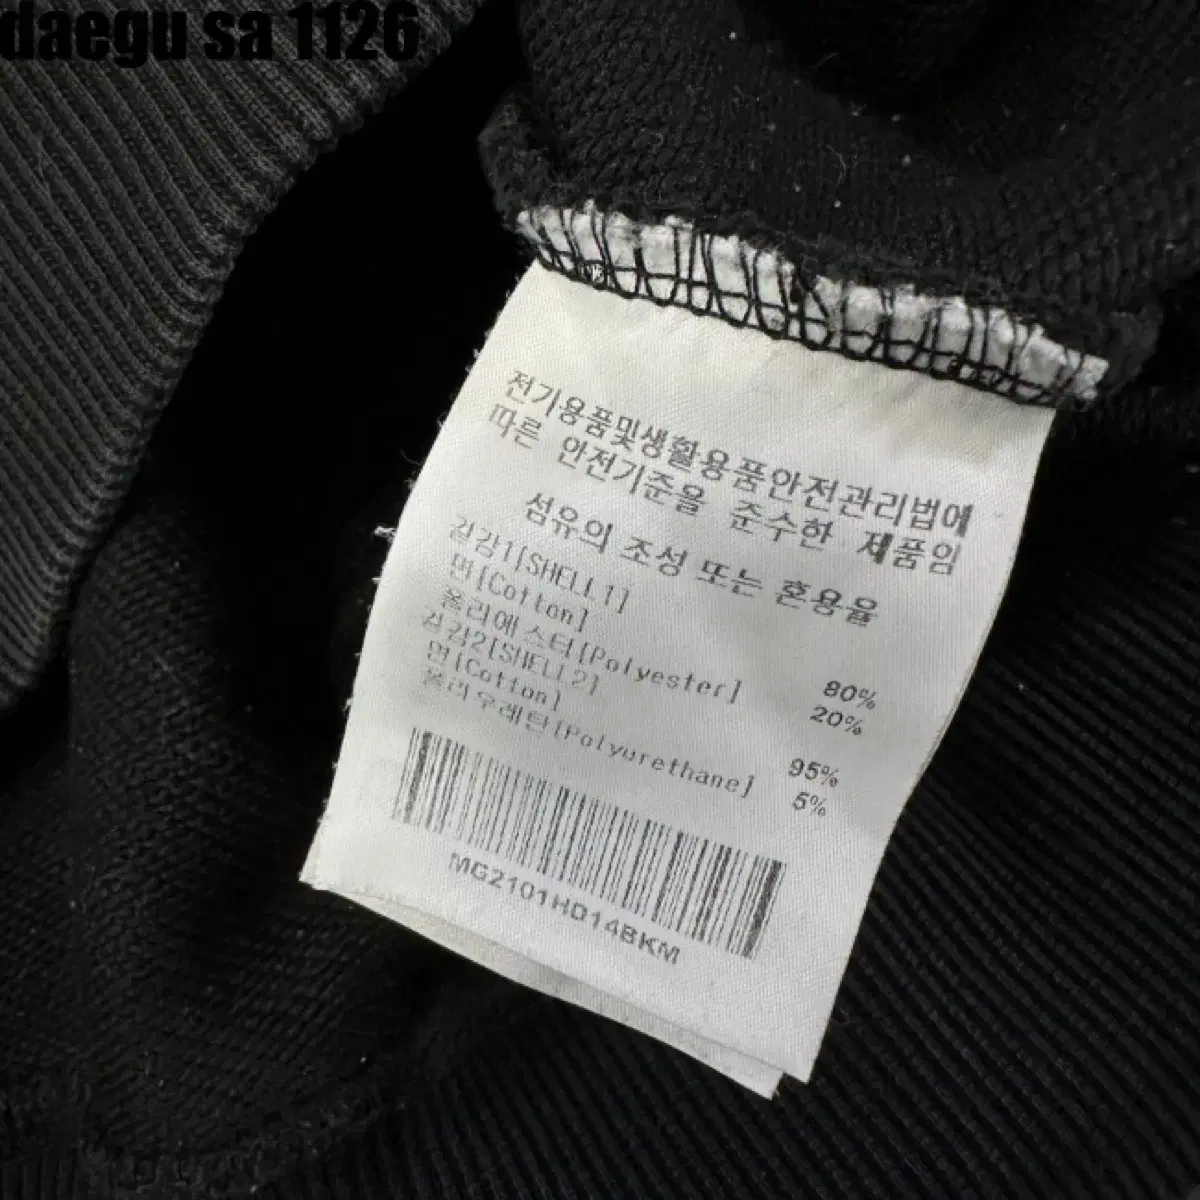 daegu sa 1126
전기용품및생활용품안전관리법에
따른 안전기준을 준수한 제품임
섬유의 조성 또는 혼용율
겉감1[SHELL1]
면[Cotton] 80%
폴리에스터[Polyester] 20%
겉감2[SHELL2]
면[Cotton] 95%
폴리우레탄[Polyurethane] 5%
MG2101HD14BKM